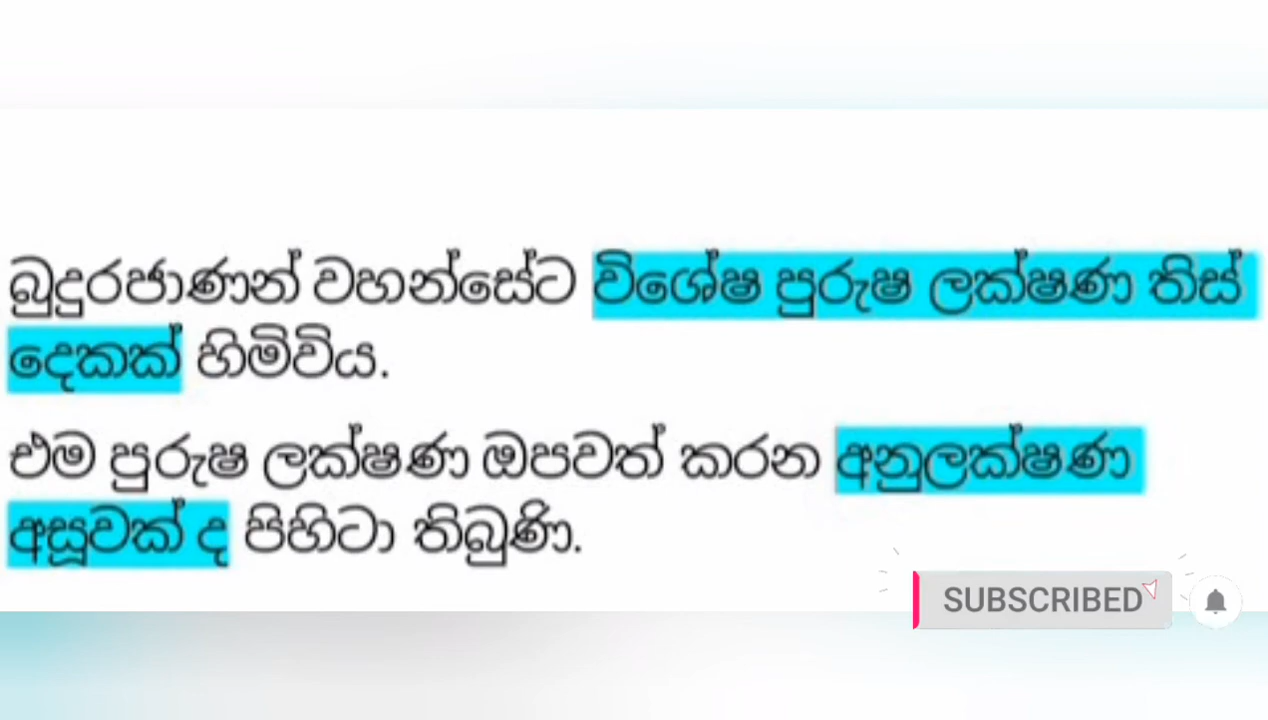 බුදුරජාණන් වහන්සේට විශේෂ පුරුෂ ලක්ෂණ තිස්
දෙකක් හිමිවිය.
එම පුරුෂ ලක්ෂණ ඔපවත් කරන අනුලක්ෂණ
අසූවක් ද පිහිටා තිබුණි.
SUBSCRIBED